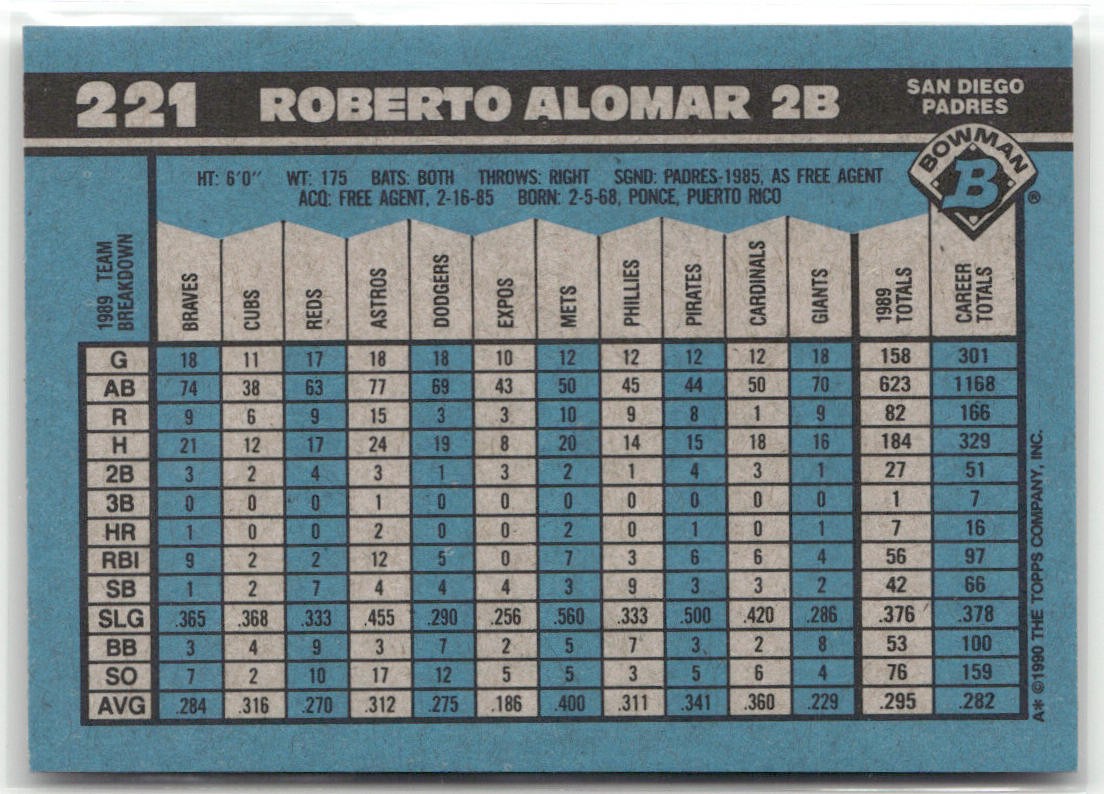 221 ROBERTO ALOMAR 2B SAN DIEGO
PADRES
BOWMAN
B
®
HT: 6'0" WT: 175 BATS: BOTH THROWS: RIGHT SGND: PADRES-1985, AS FREE AGENT
ACQ: FREE AGENT, 2-16-85 BORN: 2-5-68, PONCE, PUERTO RICO
1989 TEAM BREAKDOWN BRAVES CUBS REDS ASTROS DODGERS EXPOS METS PHILLIES PIRATES CARDINALS GIANTS 1989 TOTALS CAREER TOTALS
G 18 11 17 18 18 10 12 12 12 12 18 158 301
AB 74 38 63 77 69 43 50 45 44 50 70 623 1168
R 9 6 9 15 3 3 10 9 8 1 9 82 166
H 21 12 17 24 19 8 20 14 15 18 16 184 329
2B 3 2 4 3 1 3 2 1 4 3 1 27 51
3B 0 0 0 1 0 0 0 0 0 0 0 1 7
HR 1 0 0 2 0 0 2 0 1 0 1 7 16
RBI 9 2 2 12 5 0 7 3 6 6 4 56 97
SB 1 2 7 4 4 4 3 9 3 3 2 42 66
SLG .365 .368 .333 .455 .290 .256 .560 .333 .500 .420 .286 .376 .378
BB 3 4 9 3 7 2 5 7 3 2 8 53 100
SO 7 2 10 17 12 5 5 3 5 6 4 76 159
AVG .284 .316 .270 .312 .275 .186 .400 .311 .341 .360 .229 .295 .282
A* ©1990 THE TOPPS COMPANY, INC.